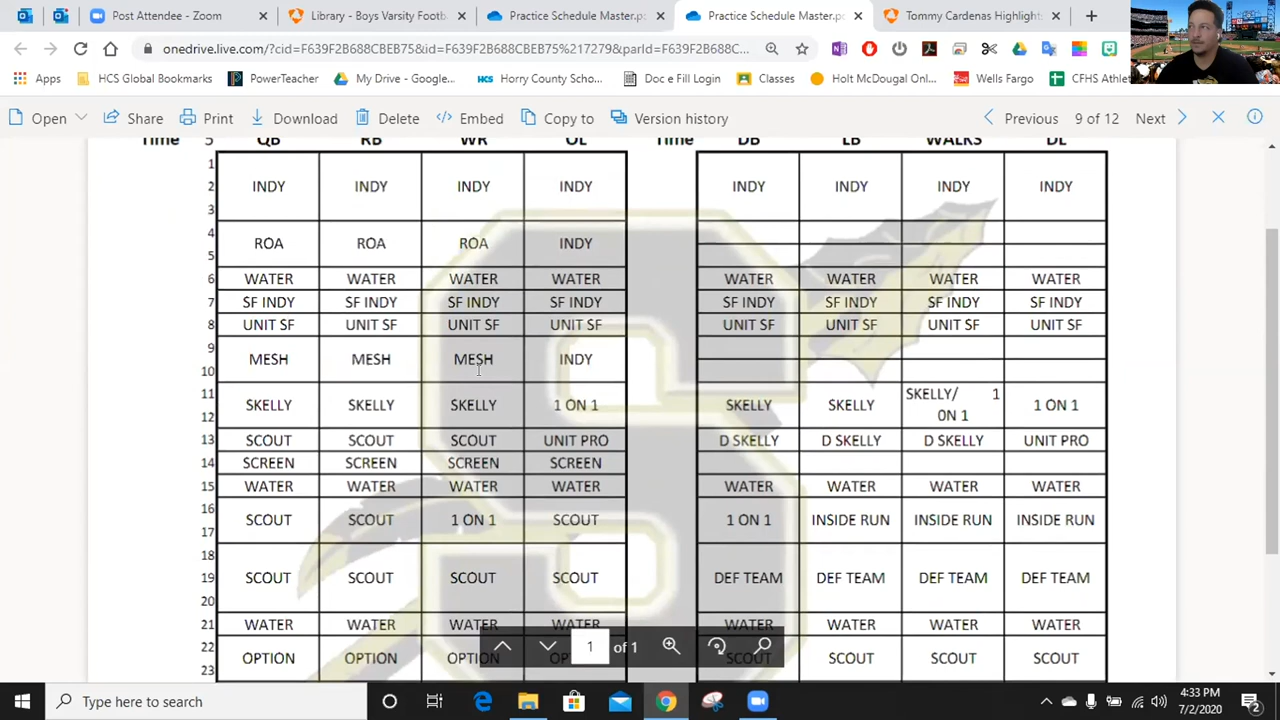 Post Attendee - Zoom
Library - Boys Varsity Footb
Practice Schedule Master.p
Practice Schedule Master.p
Tommy Cardenas Highlight
onedrive.live.com/?cid=F639F2B688CBEB75&id=F639F2B688CBEB75%217279&parId=F639F2B688C...
Apps
HCS Global Bookmarks
PowerTeacher
My Drive - Google...
HCS Horry County Scho...
Doc e Fill Login
Classes
Holt McDougal Onl...
Wells Fargo
CFHS Athlet
Open
Share
Print
Download
Delete
Embed
Copy to
Version history
Previous
9 of 12
Next
Time 5 QB RB WR OL Time DB LB WALKS DL
1
2 INDY INDY INDY INDY INDY INDY INDY INDY
3
4
ROA ROA ROA INDY
5
6 WATER WATER WATER WATER WATER WATER WATER WATER
7 SF INDY SF INDY SF INDY SF INDY SF INDY SF INDY SF INDY SF INDY
8 UNIT SF UNIT SF UNIT SF UNIT SF UNIT SF UNIT SF UNIT SF UNIT SF
9
MESH MESH MESH INDY
10
11
SKELLY SKELLY SKELLY 1 ON 1 SKELLY SKELLY SKELLY/ 1 0N 1 1 ON 1
12
13 SCOUT SCOUT SCOUT UNIT PRO D SKELLY D SKELLY D SKELLY UNIT PRO
14 SCREEN SCREEN SCREEN SCREEN
15 WATER WATER WATER WATER WATER WATER WATER WATER
16
SCOUT SCOUT 1 ON 1 SCOUT 1 ON 1 INSIDE RUN INSIDE RUN INSIDE RUN
17
18
19 SCOUT SCOUT SCOUT SCOUT DEF TEAM DEF TEAM DEF TEAM DEF TEAM
20
21 WATER WATER WATER WATER WATER WATER WATER WATER
22
OPTION OPTION OPTION SCOUT SCOUT SCOUT SCOUT
23
1 of 1
Type here to search
4:33 PM
7/2/2020
2